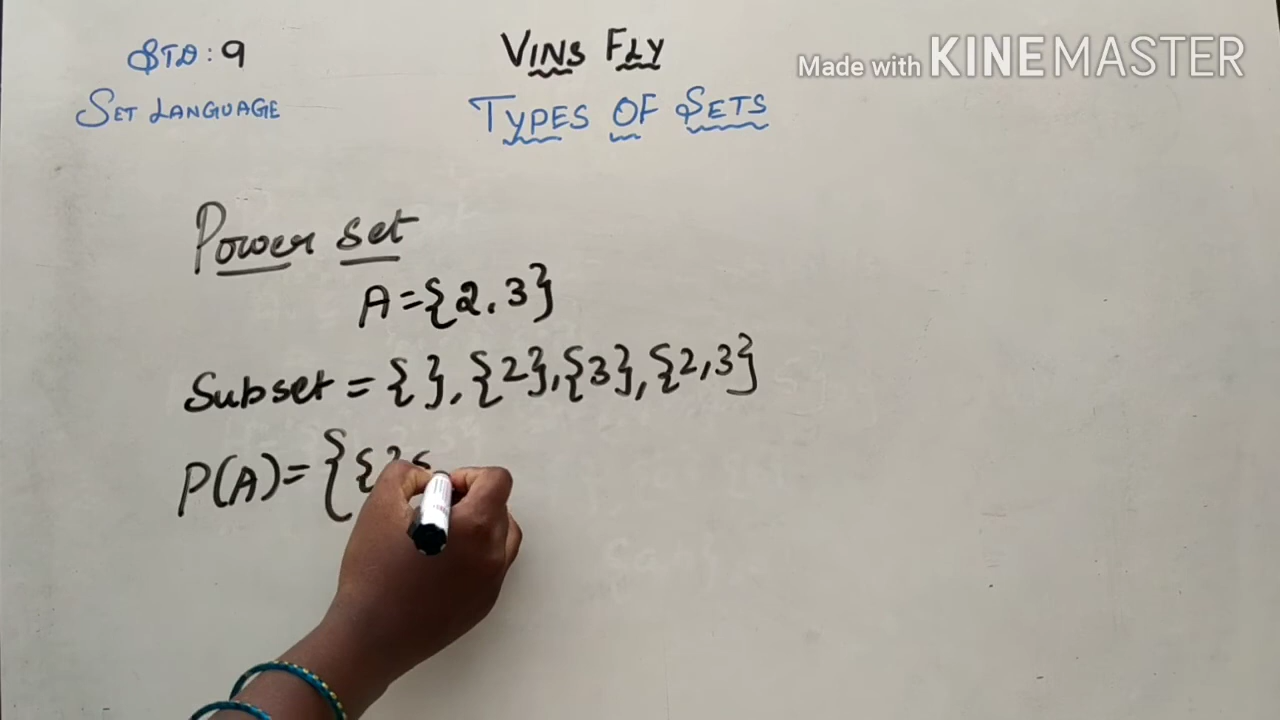 STD: 9
VINS FLY
Made with KINEMASTER
SET LANGUAGE
TYPES OF SETS
Power set
A={2,3}
Subset = { }, {2}, {3}, {2,3}
P(A)= {{